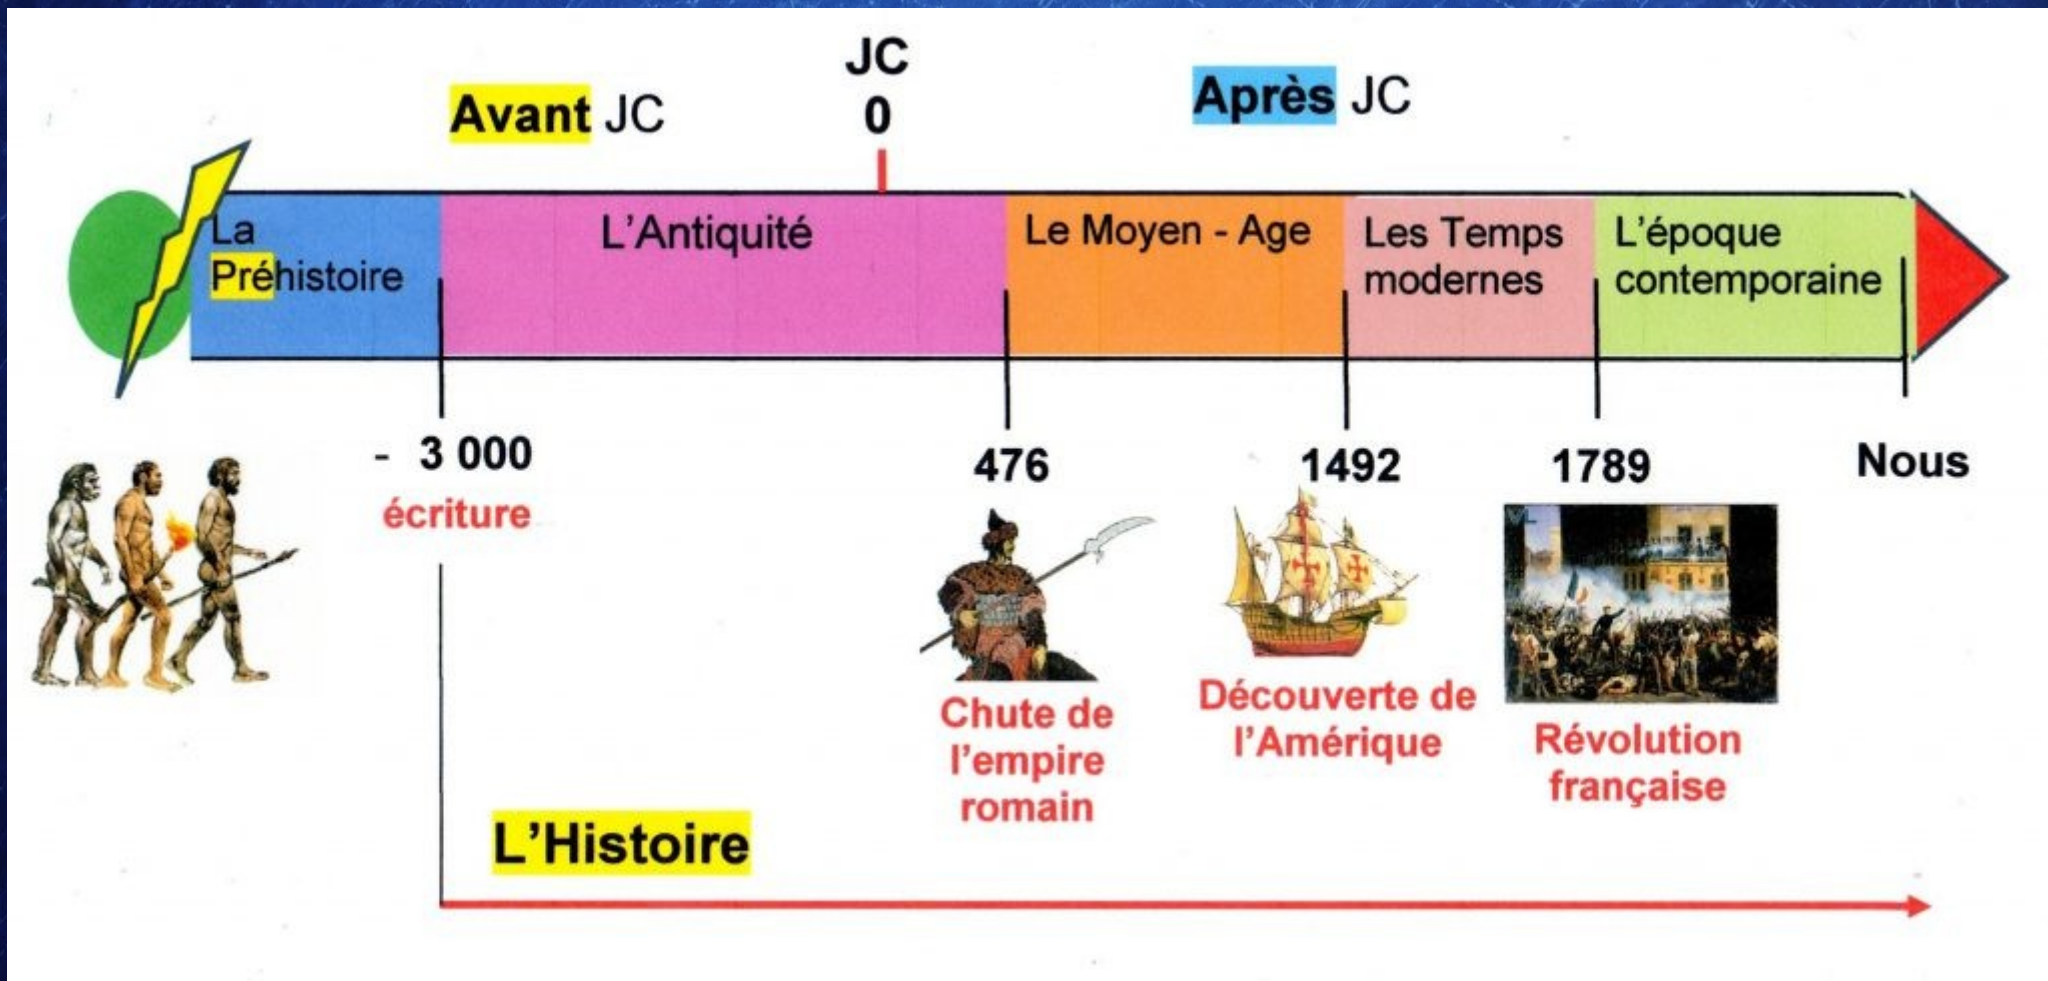 JC
0
Avant JC
Après JC
La
Préhistoire
L'Antiquité
Le Moyen - Age
Les Temps
modernes
L'époque
contemporaine
- 3 000
écriture
476
1492
1789
Nous
Chute de
l'empire
romain
Découverte de
l'Amérique
Révolution
française
L'Histoire